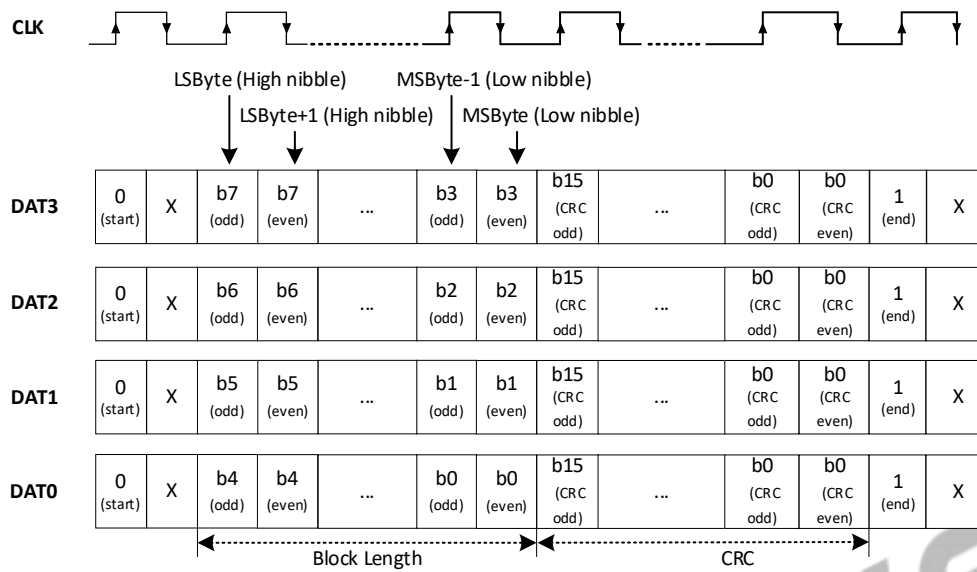 CLK
LSByte (High nibble) MSByte-1 (Low nibble)
LSByte+1 (High nibble) MSByte (Low nibble)
DAT3
0 (start) X b7 (odd) b7 (even) ... b3 (odd) b3 (even) b15 (CRC odd) ... b0 (CRC odd) b0 (CRC even) 1 (end) X
DAT2
0 (start) X b6 (odd) b6 (even) ... b2 (odd) b2 (even) b15 (CRC odd) ... b0 (CRC odd) b0 (CRC even) 1 (end) X
DAT1
0 (start) X b5 (odd) b5 (even) ... b1 (odd) b1 (even) b15 (CRC odd) ... b0 (CRC odd) b0 (CRC even) 1 (end) X
DAT0
0 (start) X b4 (odd) b4 (even) ... b0 (odd) b0 (even) b15 (CRC odd) ... b0 (CRC odd) b0 (CRC even) 1 (end) X
Block Length CRC